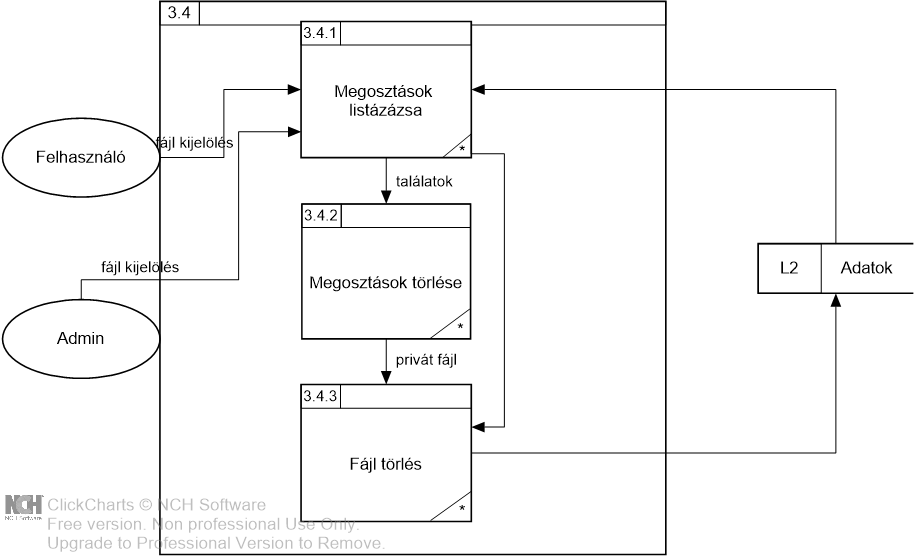 3.4
3.4.1
Megosztások
listázázsa
*
fájl kijelölés
Felhasználó
találatok
3.4.2
Megosztások törlése
*
fájl kijelölés
L2
Adatok
Admin
privát fájl
3.4.3
Fájl törlés
*
NCH
NCH Software
ClickCharts © NCH Software
Free version. Non professional Use Only.
Upgrade to Professional Version to Remove.